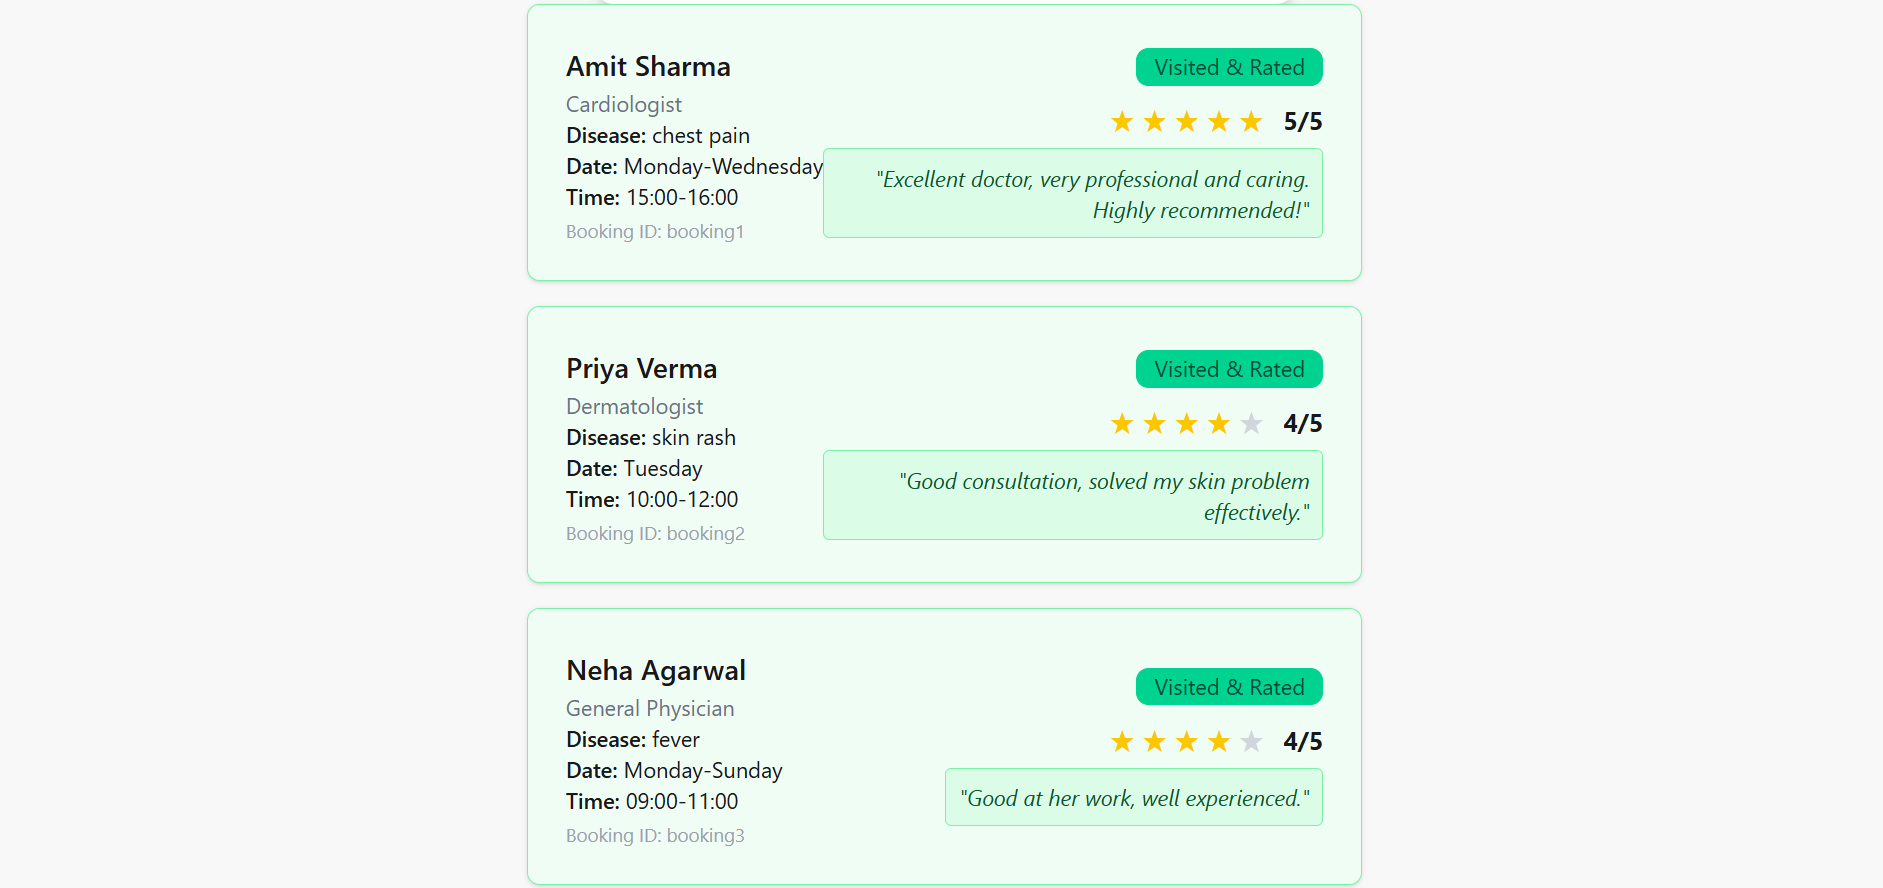 Amit Sharma
Cardiologist
Disease: chest pain
Date: Monday-Wednesday
Time: 15:00-16:00
Booking ID: booking1
Visited & Rated
★ ★ ★ ★ ★ 5/5
"Excellent doctor, very professional and caring.
Highly recommended!"
Priya Verma
Dermatologist
Disease: skin rash
Date: Tuesday
Time: 10:00-12:00
Booking ID: booking2
Visited & Rated
★ ★ ★ ★ ★ 4/5
"Good consultation, solved my skin problem
effectively."
Neha Agarwal
General Physician
Disease: fever
Date: Monday-Sunday
Time: 09:00-11:00
Booking ID: booking3
Visited & Rated
★ ★ ★ ★ ★ 4/5
"Good at her work, well experienced."